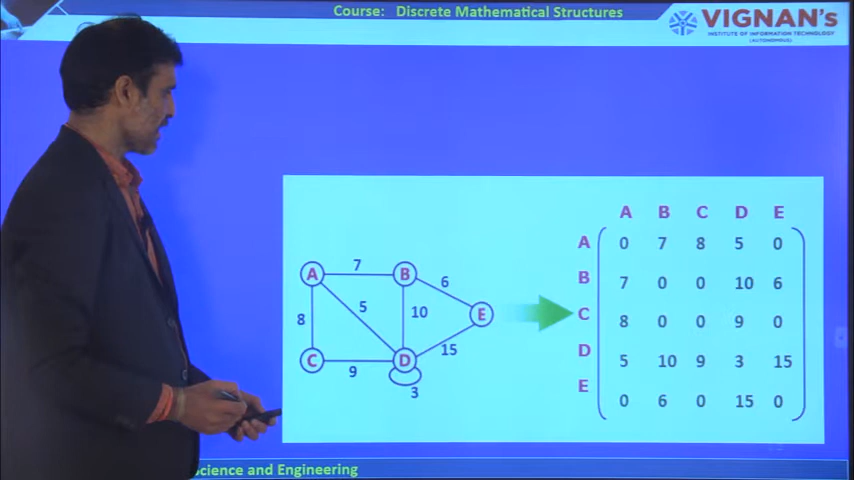 Course: Discrete Mathematical Structures
VIGNAN's
INSTITUTE OF INFORMATION TECHNOLOGY
(AUTONOMOUS)
A 7 B 6 E
8 5 10
C 9 D 15
3
A B C D E
A 0 7 8 5 0
B 7 0 0 10 6
C 8 0 0 9 0
D 5 10 9 3 15
E 0 6 0 15 0
Science and Engineering